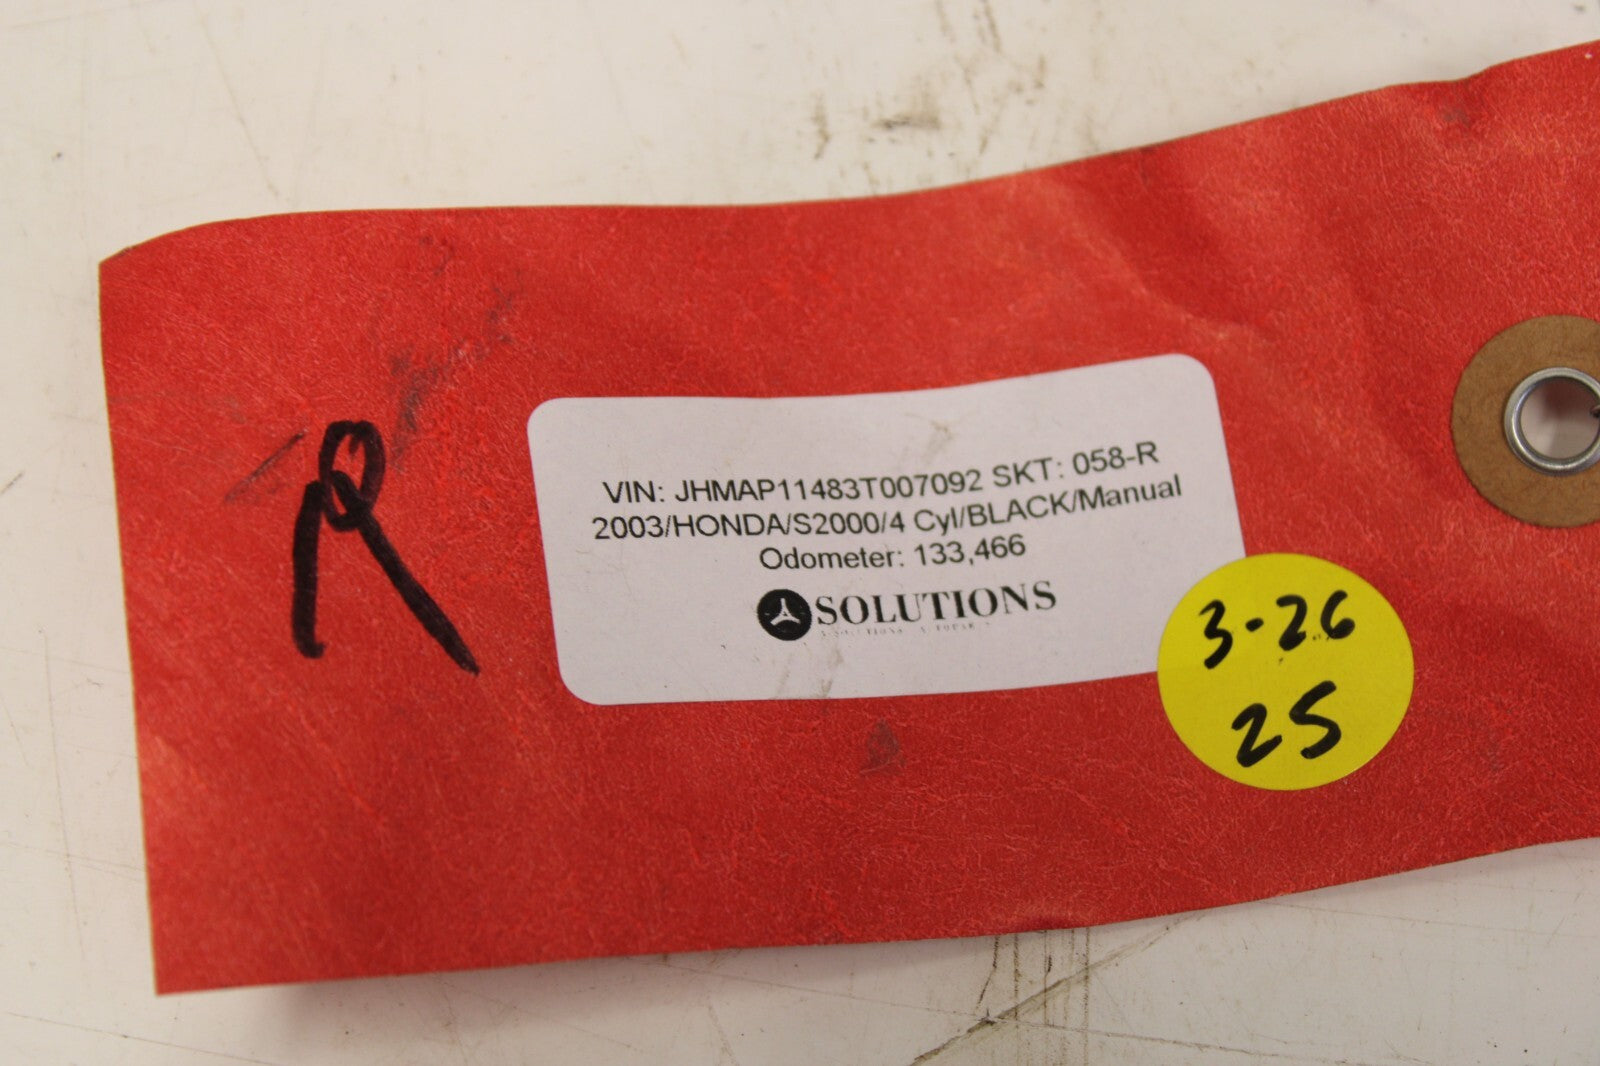 R
VIN: JHMAP11483T007092 SKT: 058-R
2003/HONDA/S2000/4 Cyl/BLACK/Manual
Odometer: 133,466
SOLUTIONS
3-26
25